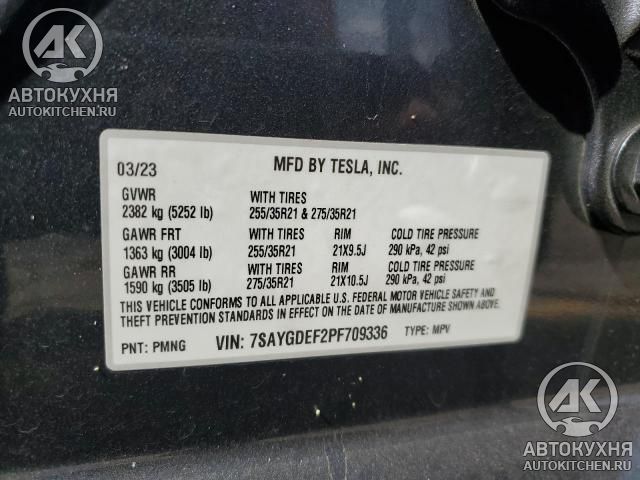 АК
АВТОКУХНЯ
AUTOKITCHEN.RU
03/23 MFD BY TESLA, INC.
GVWR WITH TIRES
2382 kg (5252 lb) 255/35R21 & 275/35R21
GAWR FRT WITH TIRES RIM COLD TIRE PRESSURE
1363 kg (3004 lb) 255/35R21 21X9.5J 290 kPa, 42 psi
GAWR RR WITH TIRES RIM COLD TIRE PRESSURE
1590 kg (3505 lb) 275/35R21 21X10.5J 290 kPa, 42 psi
THIS VEHICLE CONFORMS TO ALL APPLICABLE U.S. FEDERAL MOTOR VEHICLE SAFETY AND
THEFT PREVENTION STANDARDS IN EFFECT ON THE DATE OF MANUFACTURE SHOWN ABOVE.
PNT: PMNG VIN: 7SAYGDEF2PF709336 TYPE: MPV
АК
АВТОКУХНЯ
AUTOKITCHEN.RU